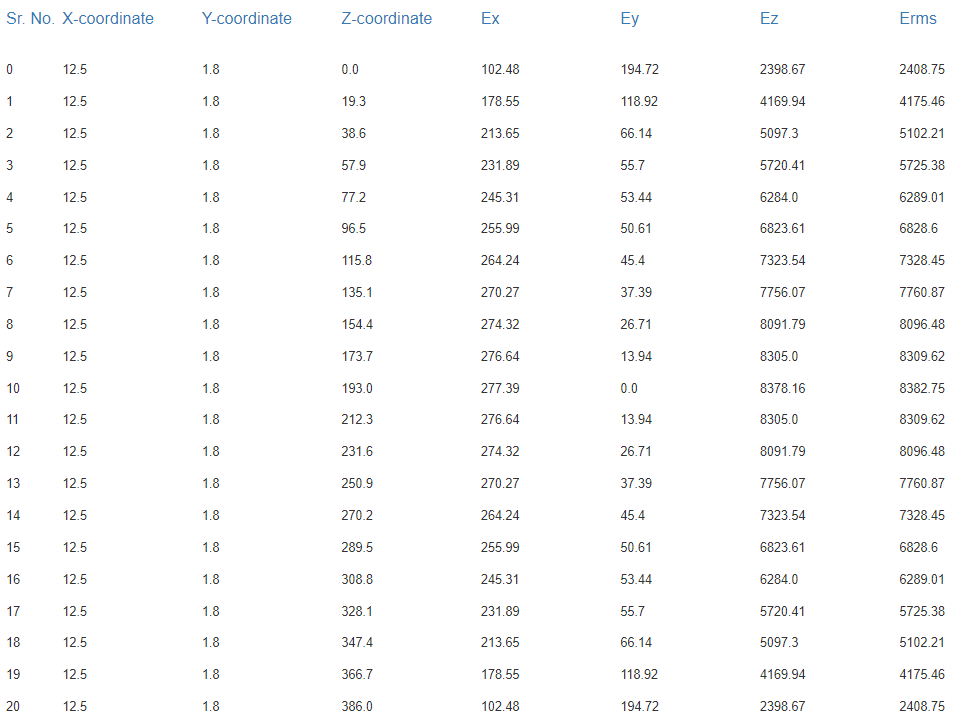 Sr. No. X-coordinate Y-coordinate Z-coordinate Ex Ey Ez Erms
0 12.5 1.8 0.0 102.48 194.72 2398.67 2408.75
1 12.5 1.8 19.3 178.55 118.92 4169.94 4175.46
2 12.5 1.8 38.6 213.65 66.14 5097.3 5102.21
3 12.5 1.8 57.9 231.89 55.7 5720.41 5725.38
4 12.5 1.8 77.2 245.31 53.44 6284.0 6289.01
5 12.5 1.8 96.5 255.99 50.61 6823.61 6828.6
6 12.5 1.8 115.8 264.24 45.4 7323.54 7328.45
7 12.5 1.8 135.1 270.27 37.39 7756.07 7760.87
8 12.5 1.8 154.4 274.32 26.71 8091.79 8096.48
9 12.5 1.8 173.7 276.64 13.94 8305.0 8309.62
10 12.5 1.8 193.0 277.39 0.0 8378.16 8382.75
11 12.5 1.8 212.3 276.64 13.94 8305.0 8309.62
12 12.5 1.8 231.6 274.32 26.71 8091.79 8096.48
13 12.5 1.8 250.9 270.27 37.39 7756.07 7760.87
14 12.5 1.8 270.2 264.24 45.4 7323.54 7328.45
15 12.5 1.8 289.5 255.99 50.61 6823.61 6828.6
16 12.5 1.8 308.8 245.31 53.44 6284.0 6289.01
17 12.5 1.8 328.1 231.89 55.7 5720.41 5725.38
18 12.5 1.8 347.4 213.65 66.14 5097.3 5102.21
19 12.5 1.8 366.7 178.55 118.92 4169.94 4175.46
20 12.5 1.8 386.0 102.48 194.72 2398.67 2408.75